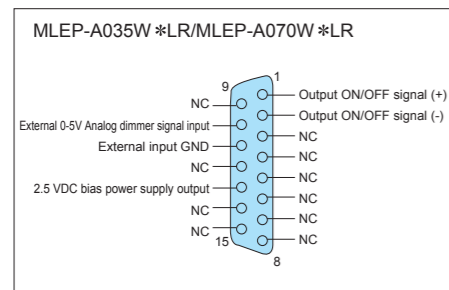 MLEP-A035W *LR/MLEP-A070W *LR
1
9
Output ON/OFF signal (+)
NC
Output ON/OFF signal (-)
External 0-5V Analog dimmer signal input
NC
External input GND
NC
NC
NC
2.5 VDC bias power supply output
NC
NC
NC
NC
15
NC
8